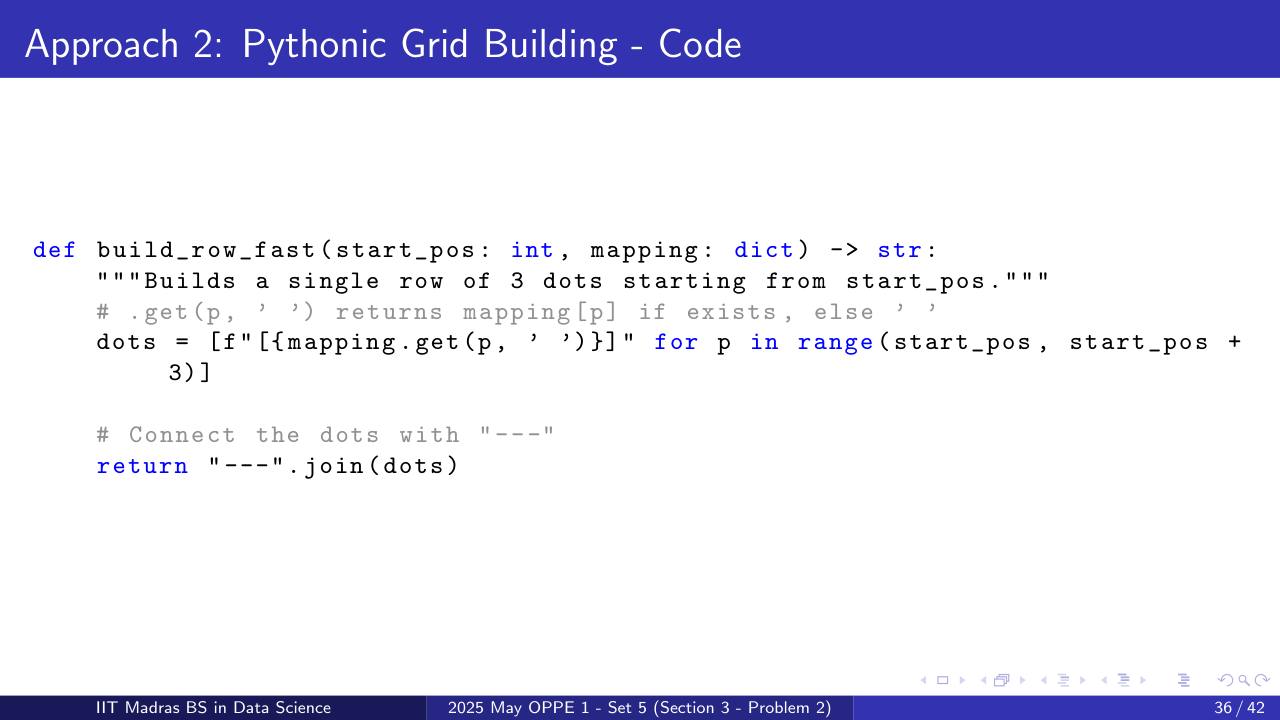 Approach 2: Pythonic Grid Building - Code
def build_row_fast(start_pos: int, mapping: dict) -> str:
"""Builds a single row of 3 dots starting from start_pos."""
# .get(p, ’ ’) returns mapping[p] if exists, else ’ ’
dots = [f"[{mapping.get(p, ’ ’)}]" for p in range(start_pos, start_pos +
3)]
# Connect the dots with "---"
return "---".join(dots)
IIT Madras BS in Data Science
2025 May OPPE 1 - Set 5 (Section 3 - Problem 2)
36 / 42